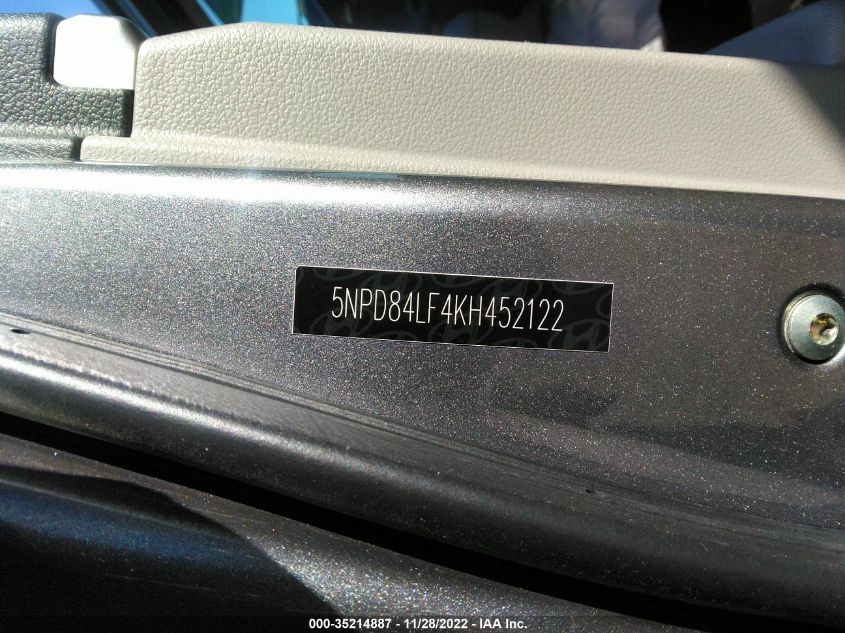 5NPD84LF4KH452122
000-35214887 - 11/28/2022 - IAA Inc.